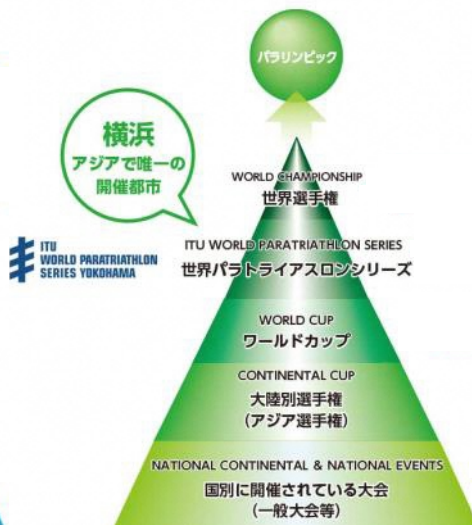 パラリンピック
横浜
アジアで唯一の
開催都市
WORLD CHAMPIONSHIP
世界選手権
ITU
WORLD PARATRIATHLON
SERIES YOKOHAMA
ITU WORLD PARATRIATHLON SERIES
世界パラトライアスロンシリーズ
WORLD CUP
ワールドカップ
CONTINENTAL CUP
大陸別選手権
（アジア選手権）
NATIONAL CONTINENTAL & NATIONAL EVENTS
国別に開催されている大会
（一般大会等）